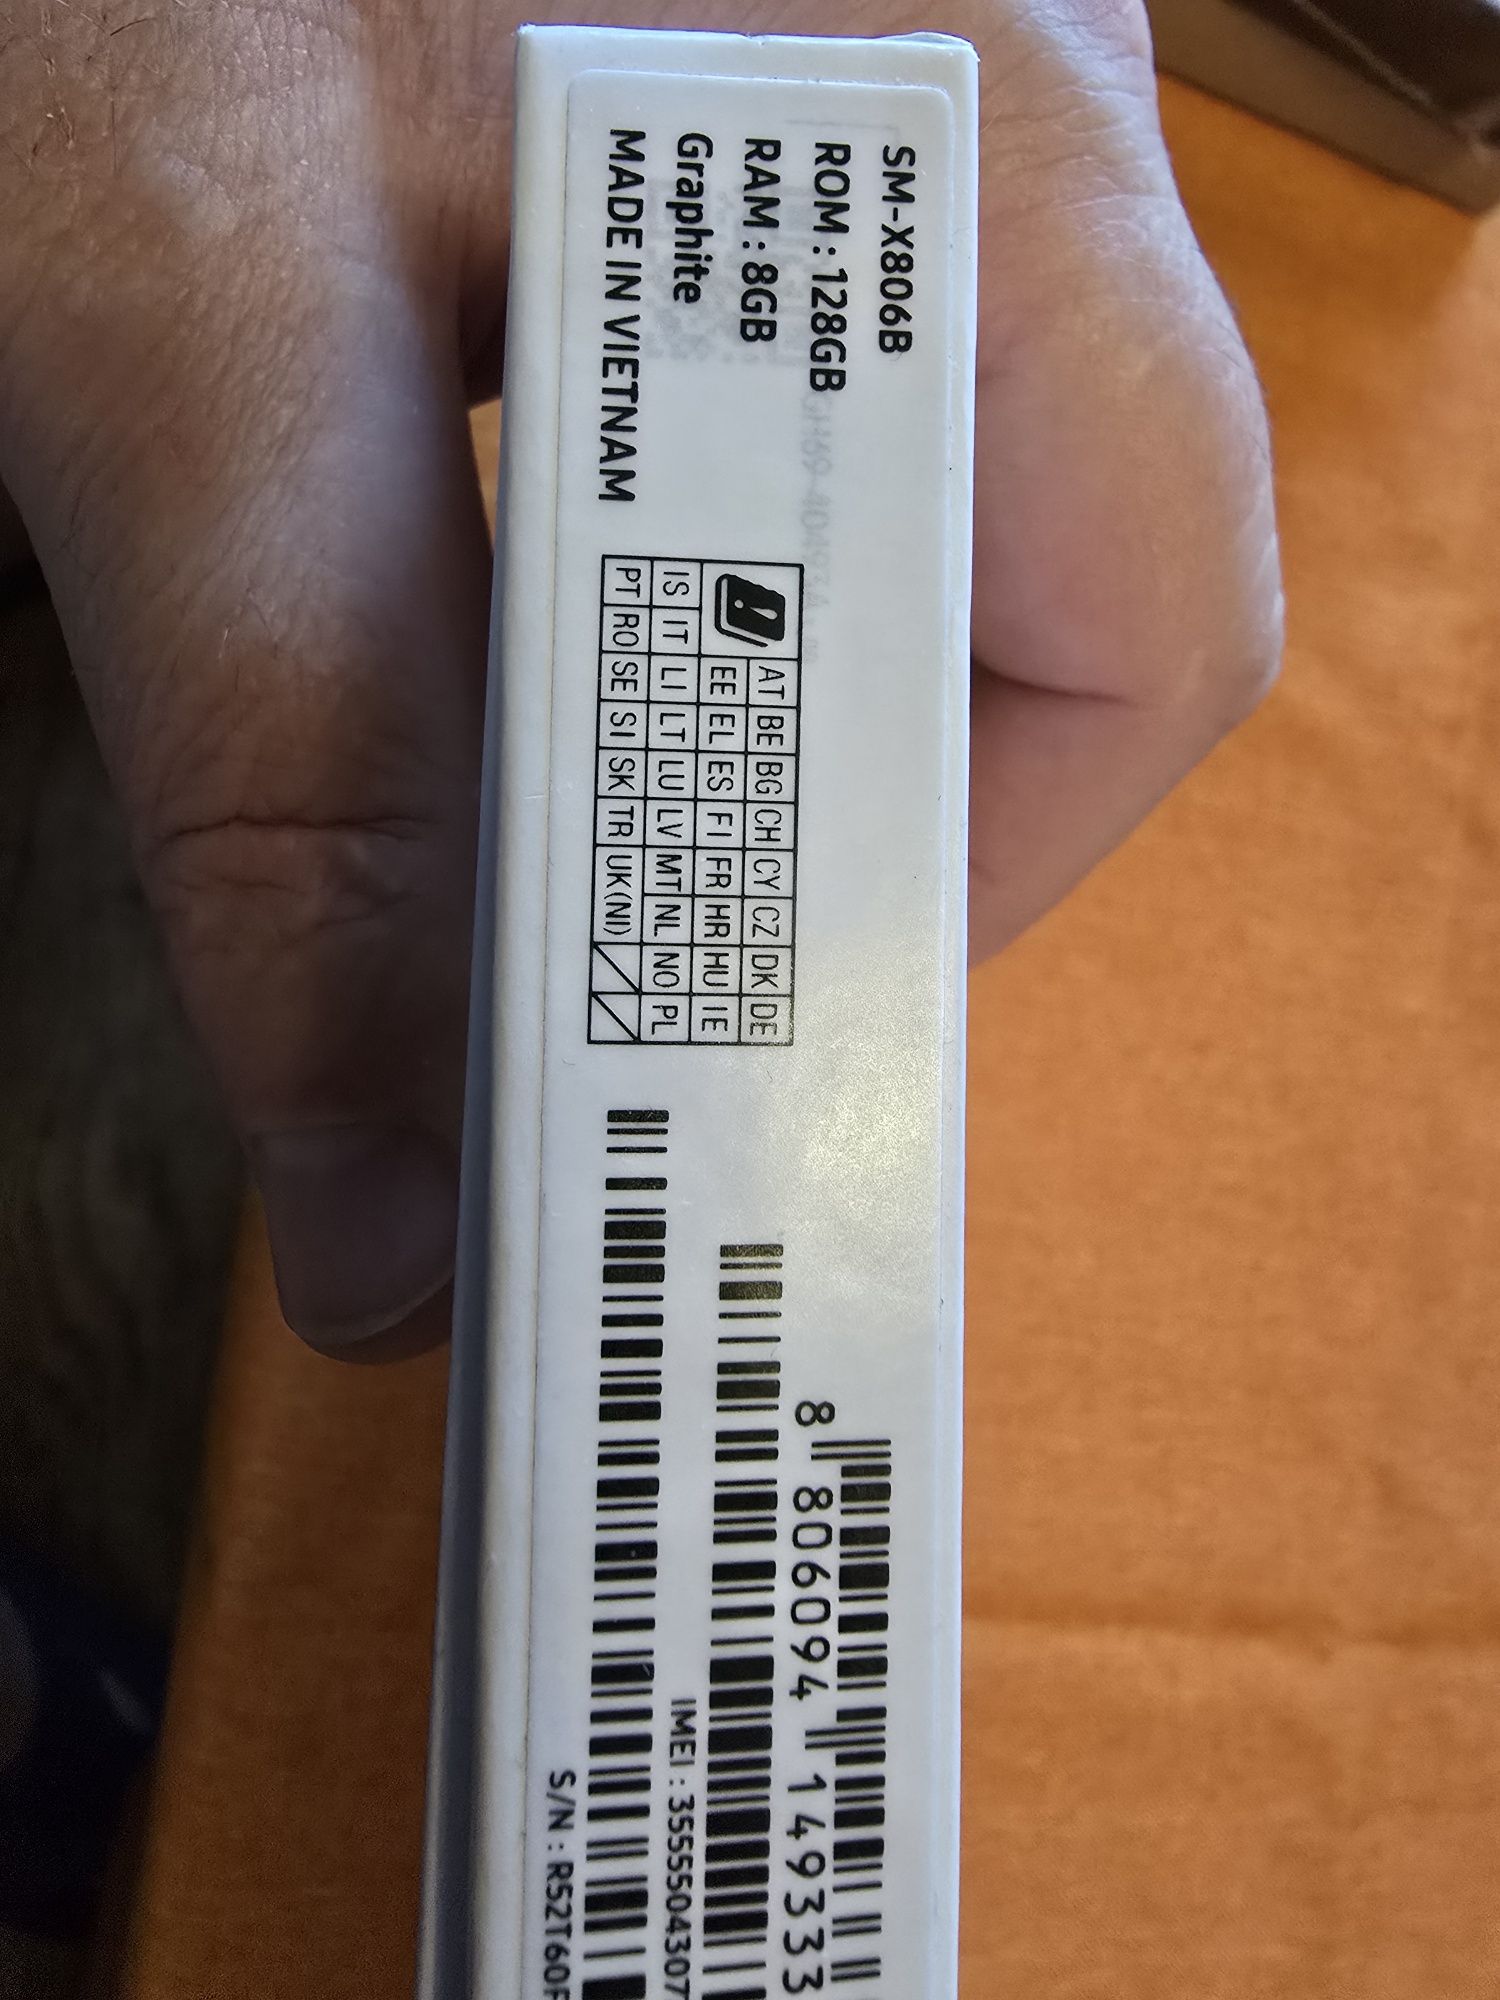 SM-X806B
ROM : 128GB
RAM : 8GB
Graphite
MADE IN VIETNAM
AT BE BG CH CY CZ DK DE
EE EL ES FI FR HR HU IE
IS IT LI LT LU LV MT NL NO PL
PT RO SE SI SK TR UK(NI)
8 806094 149333
IMEI : 3555504307
S/N : R52T60F